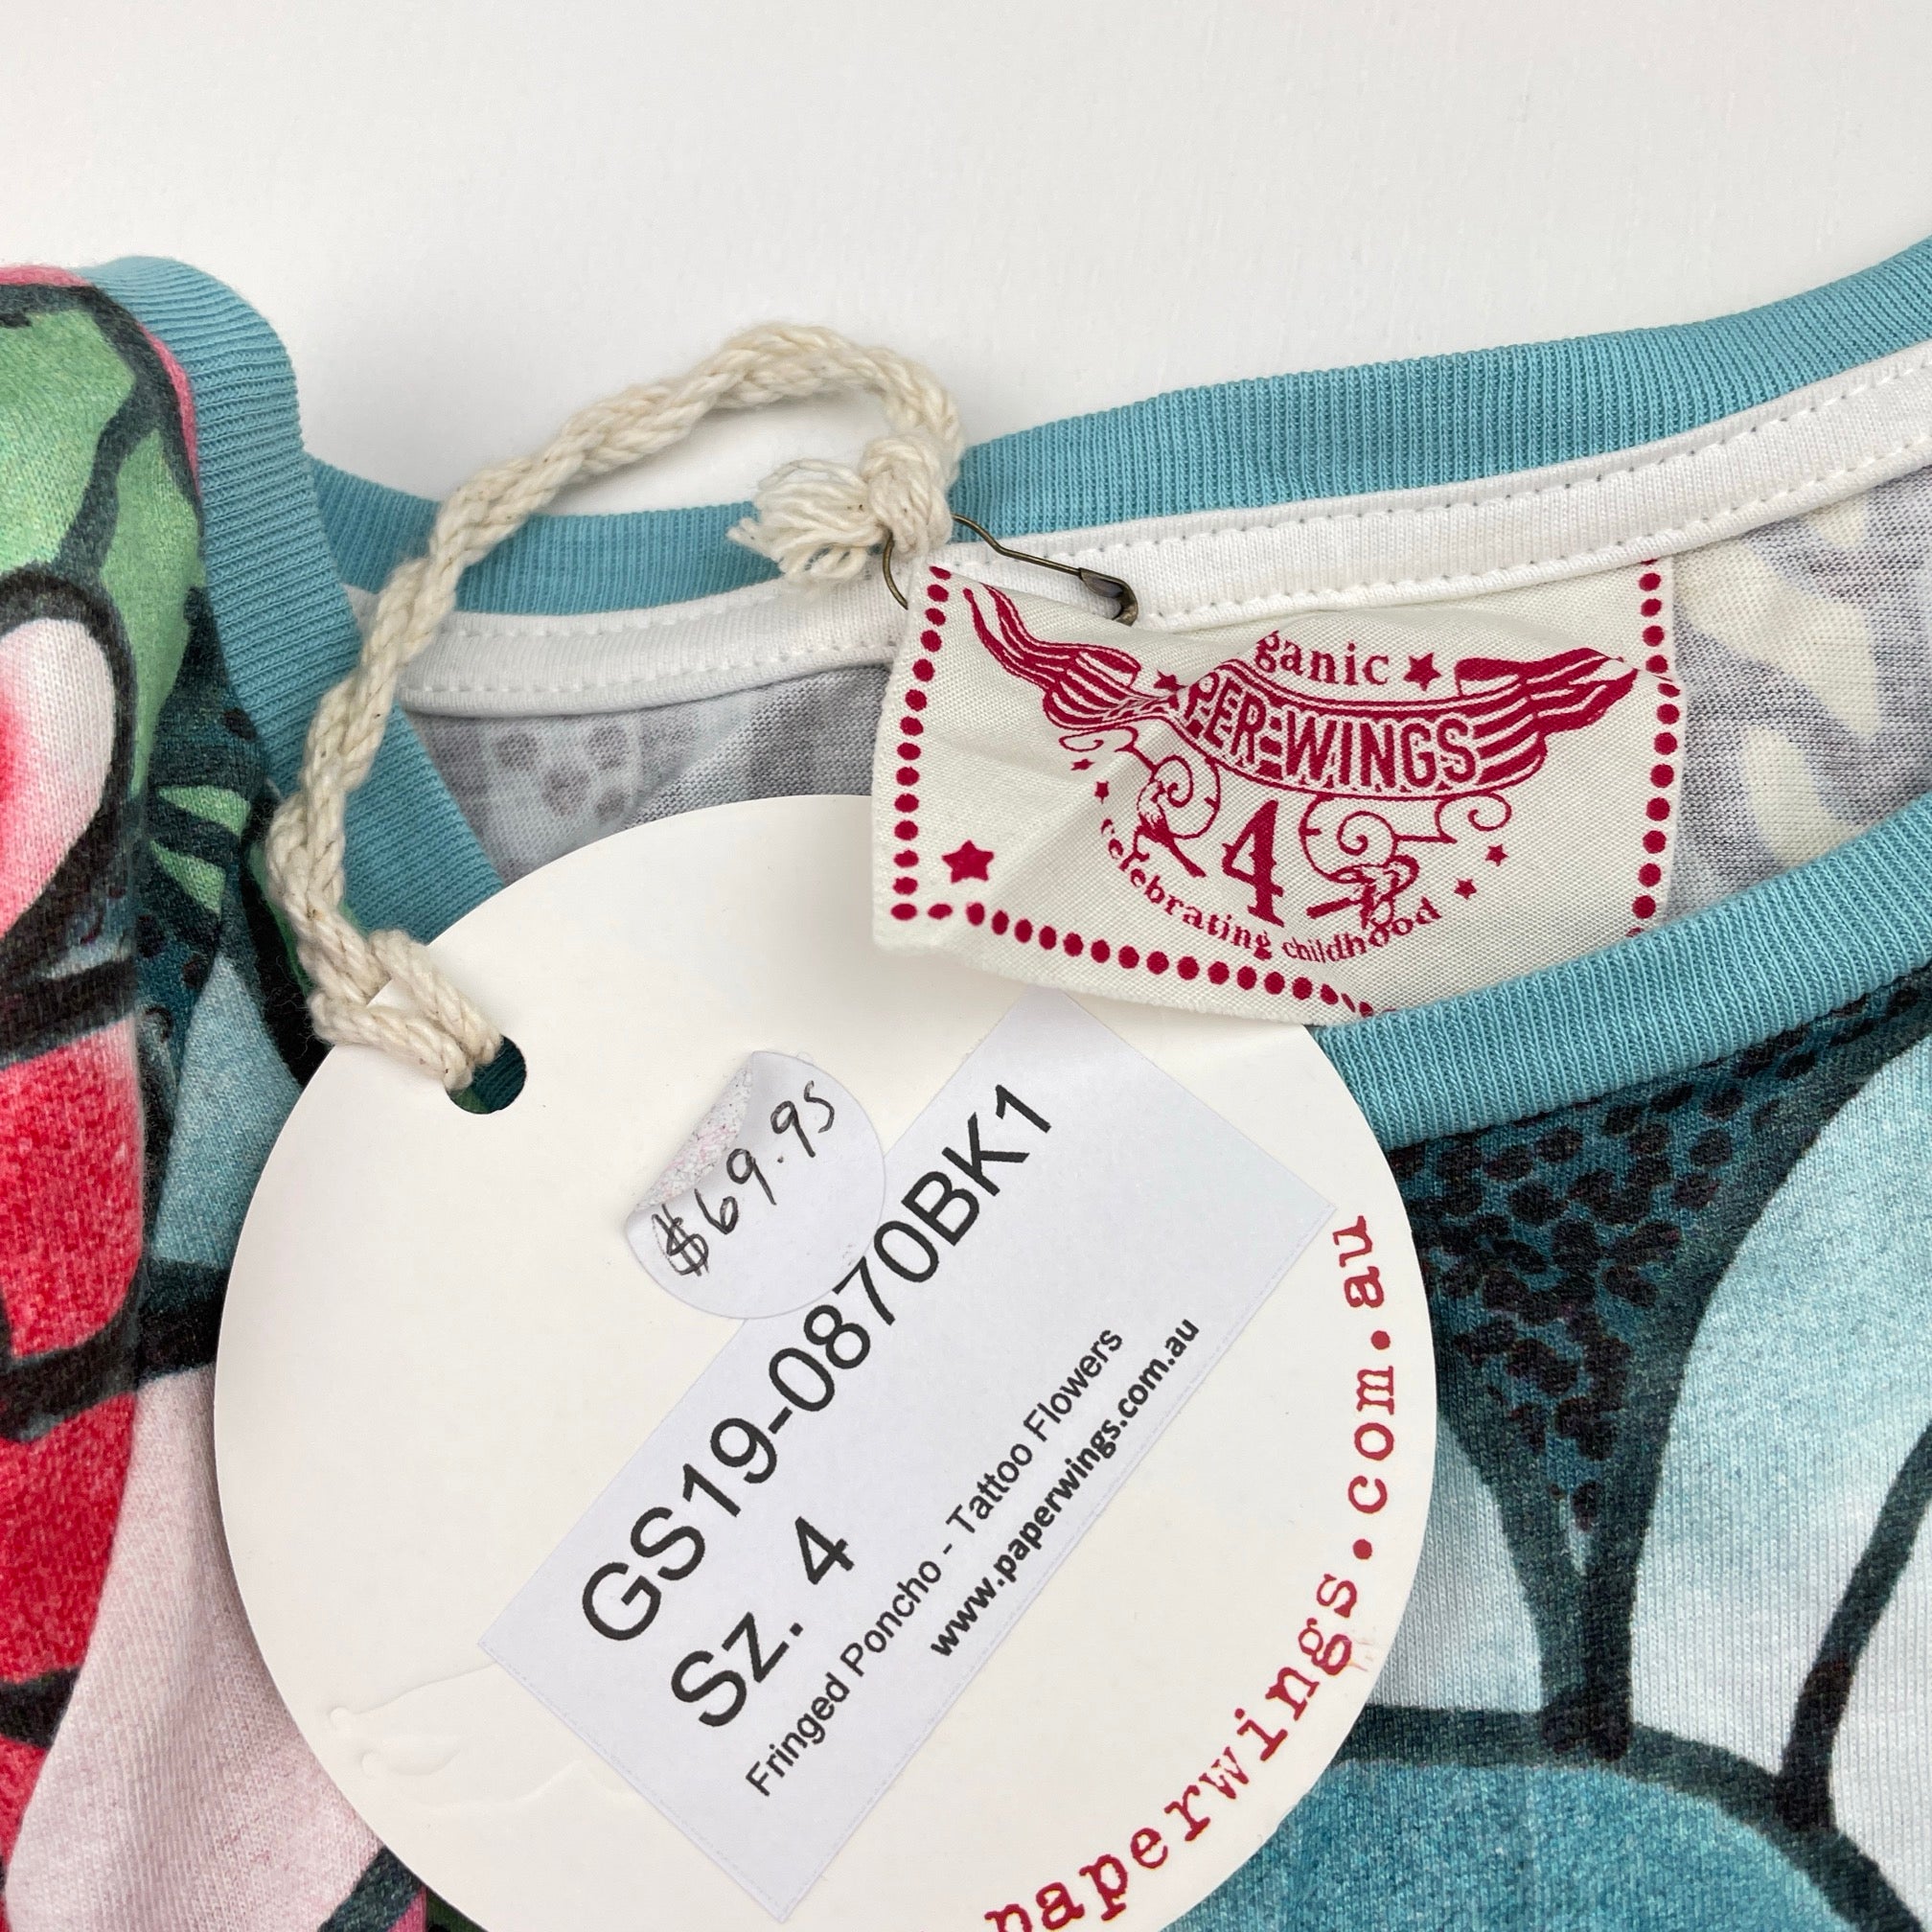 ganic
PER-WINGS
4
celebrating childhood
$69.95
GS19-0870BK1
Sz. 4
Fringed Poncho - Tattoo Flowers
www.paperwings.com.au
paperwings.com.au